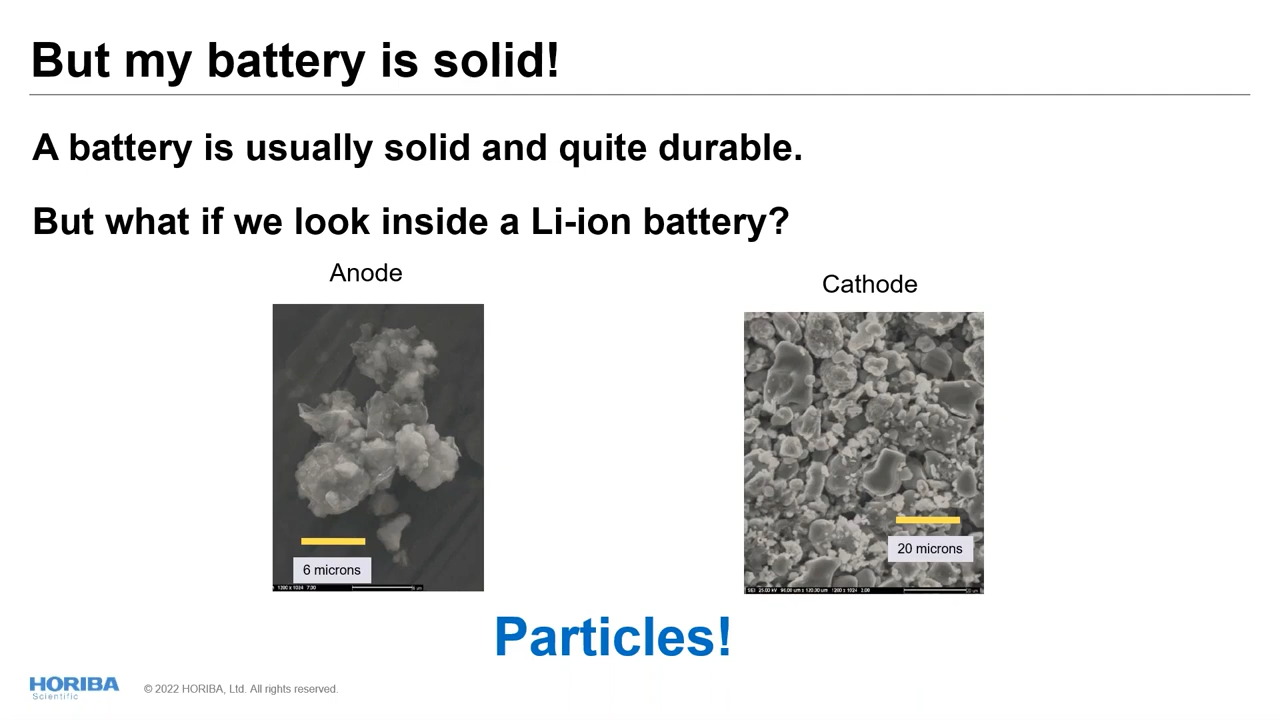 But my battery is solid!
A battery is usually solid and quite durable.
But what if we look inside a Li-ion battery?
Anode
Cathode
20 microns
6 microns
Particles!
HORIBA
Scientific
© 2022 HORIBA, Ltd. All rights reserved.